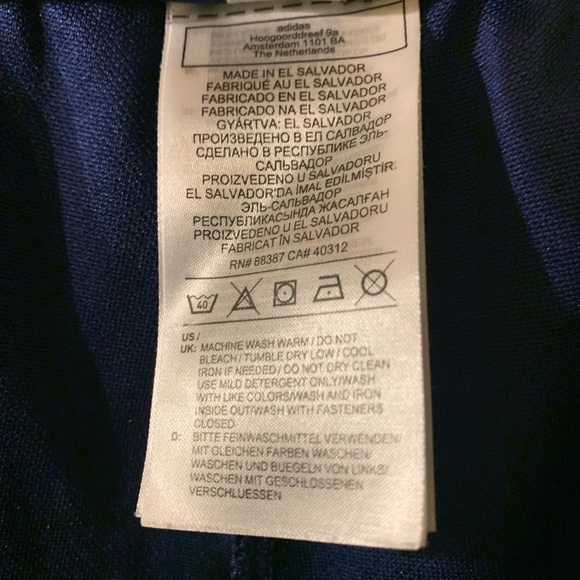 adidas
Hoogoorddreef 9a
Amsterdam 1101 BA
The Netherlands
MADE IN EL SALVADOR
FABRIQUÉ AU EL SALVADOR
FABRICADO EN EL SALVADOR
FABRICADO NA EL SALVADOR
GYÁRTVA: EL SALVADOR
ПРОИЗВЕДЕНО В ЕЛ САЛВАДОР
СДЕЛАНО В РЕСПУБЛИКЕ ЭЛЬ-
САЛЬВАДОР
PROIZVEDENO U SALVADORU
EL SALVADOR'DA İMAL EDİLMİŞTİR.
ЭЛЬ-САЛЬВАДОР
РЕСПУБЛИКАСЫНДА ЖАСАЛҒАН
PROIZVEDENO U EL SALVADORU
FABRICAT ÎN SALVADOR
RN# 88387 CA# 40312
40
US /
UK: MACHINE WASH WARM / DO NOT
BLEACH / TUMBLE DRY LOW / COOL
IRON IF NEEDED / DO NOT DRY CLEAN
USE MILD DETERGENT ONLY/WASH
WITH LIKE COLORS/WASH AND IRON
INSIDE OUT/WASH WITH FASTENERS
CLOSED
D: BITTE FEINWASCHMITTEL VERWENDEN/
MIT GLEICHEN FARBEN WASCHEN/
WASCHEN UND BUEGELN VON LINKS/
WASCHEN MIT GESCHLOSSENEN
VERSCHLUESSEN